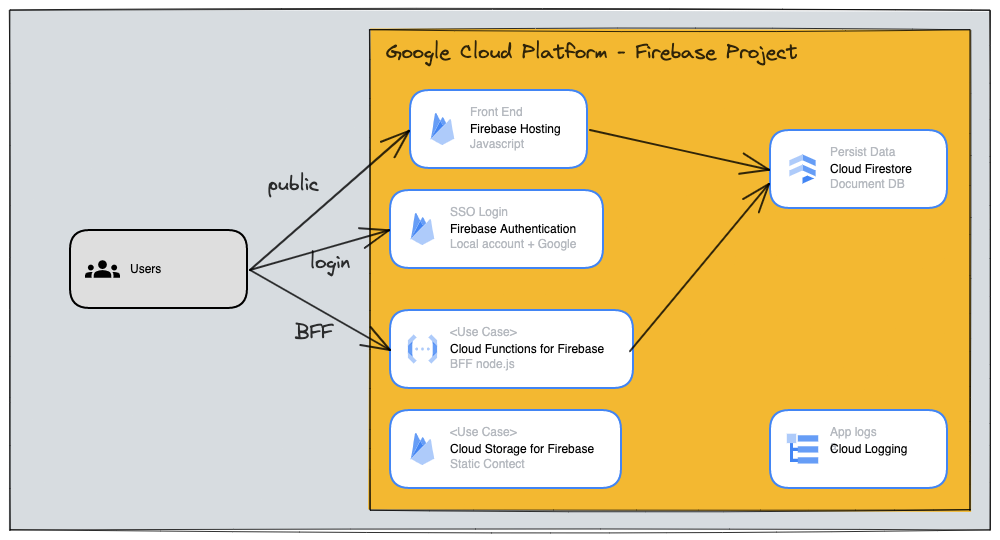 Google Cloud Platform - Firebase Project
Front End
Firebase Hosting
Javascript
Persist Data
Cloud Firestore
Document DB
public
SSO Login
Firebase Authentication
Local account + Google
Users
login
BFF
<Use Case>
Cloud Functions for Firebase
BFF node.js
<Use Case>
Cloud Storage for Firebase
Static Contect
App logs
Cloud Logging